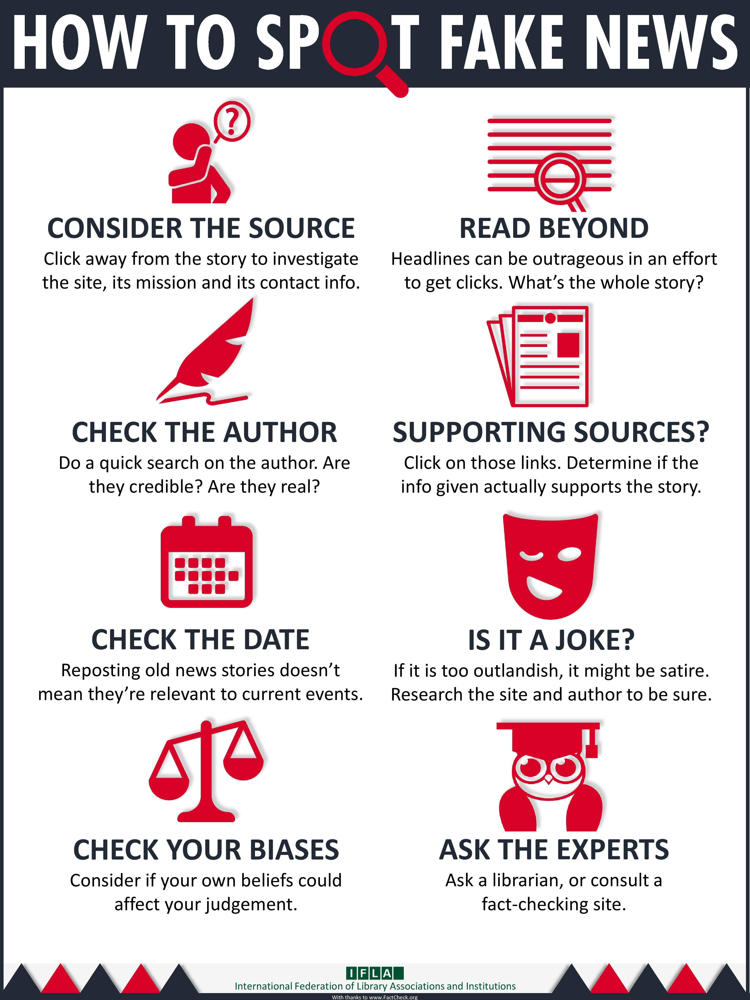 HOW TO SPOT FAKE NEWS
CONSIDER THE SOURCE
Click away from the story to investigate
the site, its mission and its contact info.
READ BEYOND
Headlines can be outrageous in an effort
to get clicks. What's the whole story?
CHECK THE AUTHOR
Do a quick search on the author. Are
they credible? Are they real?
SUPPORTING SOURCES?
Click on those links. Determine if the
info given actually supports the story.
CHECK THE DATE
Reposting old news stories doesn't
mean they're relevant to current events.
IS IT A JOKE?
If it is too outlandish, it might be satire.
Research the site and author to be sure.
CHECK YOUR BIASES
Consider if your own beliefs could
affect your judgement.
ASK THE EXPERTS
Ask a librarian, or consult a
fact-checking site.
IFLA
International Federation of Library Associations and Institutions
With thanks to www.FactCheck.org